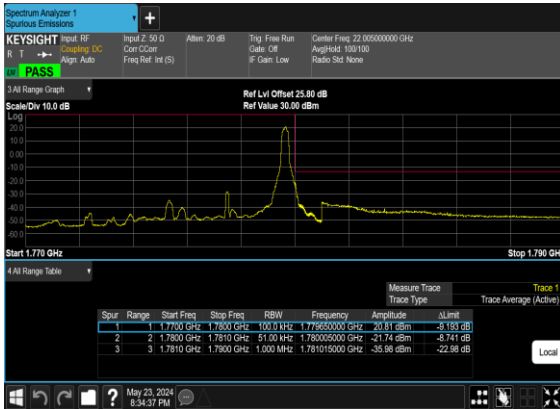 Spectrum Analyzer 1
Spurious Emissions
+
KEYSIGHT Input: RF Input Z: 50 Ω Atten: 20 dB Trig: Free Run Center Freq: 22.005000000 GHz
R T Coupling: DC Corr CCorr Gate: Off Avg|Hold: 100/100
Align: Auto Freq Ref: Int (S) IF Gain: Low Radio Std: None
LXI PASS
3 All Range Graph
Ref Lvl Offset 25.80 dB
Scale/Div 10.0 dB Ref Value 30.00 dBm
Log
20.0
10.0
0.00
-10.0
-20.0
-30.0
-40.0
-50.0
-60.0
Start 1.770 GHz Stop 1.790 GH
4 All Range Table
Measure Trace Trace 1
Trace Type Trace Average (Active)
Spur Range Start Freq Stop Freq RBW Frequency Amplitude ΔLimit
1 1 1.7700 GHz 1.7800 GHz 100.0 kHz 1.779650000 GHz 20.81 dBm -9.193 dB
2 2 1.7800 GHz 1.7810 GHz 51.00 kHz 1.780005000 GHz -21.74 dBm -8.741 dB
3 3 1.7810 GHz 1.7900 GHz 1.000 MHz 1.781015000 GHz -35.98 dBm -22.98 dB
Local
? May 23, 2024
8:34:37 PM